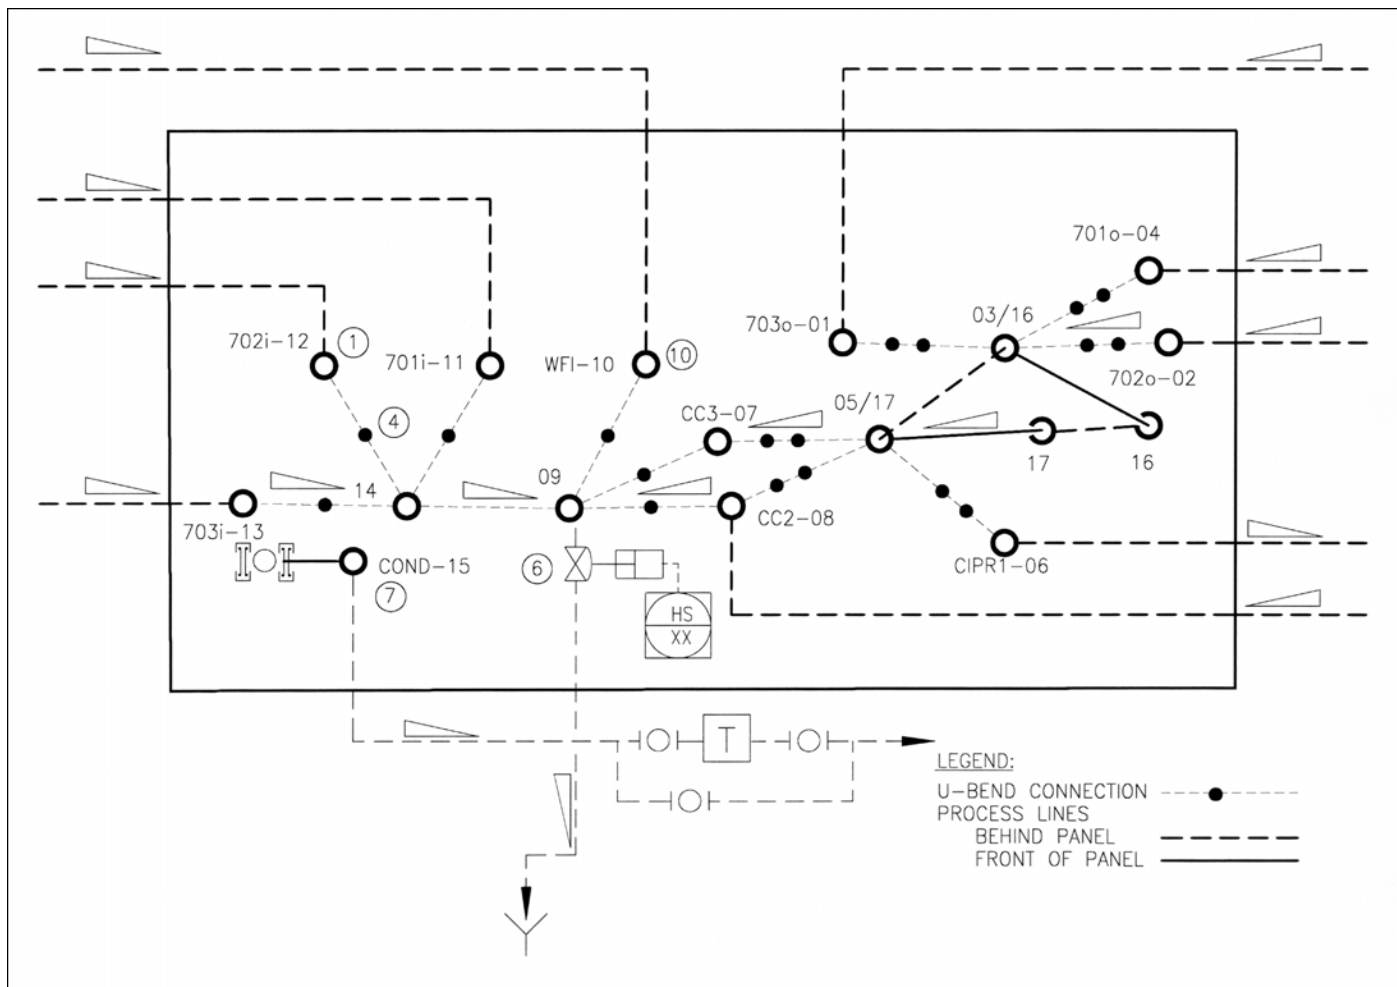 701o-04
03/16
703o-01
702i-12
1
701i-11
WFI-10
10
702o-02
05/17
CC3-07
4
17
16
14
09
703i-13
CC2-08
COND-15
6
CIPR1-06
7
HS
XX
T
LEGEND:
U-BEND CONNECTION
PROCESS LINES
BEHIND PANEL
FRONT OF PANEL